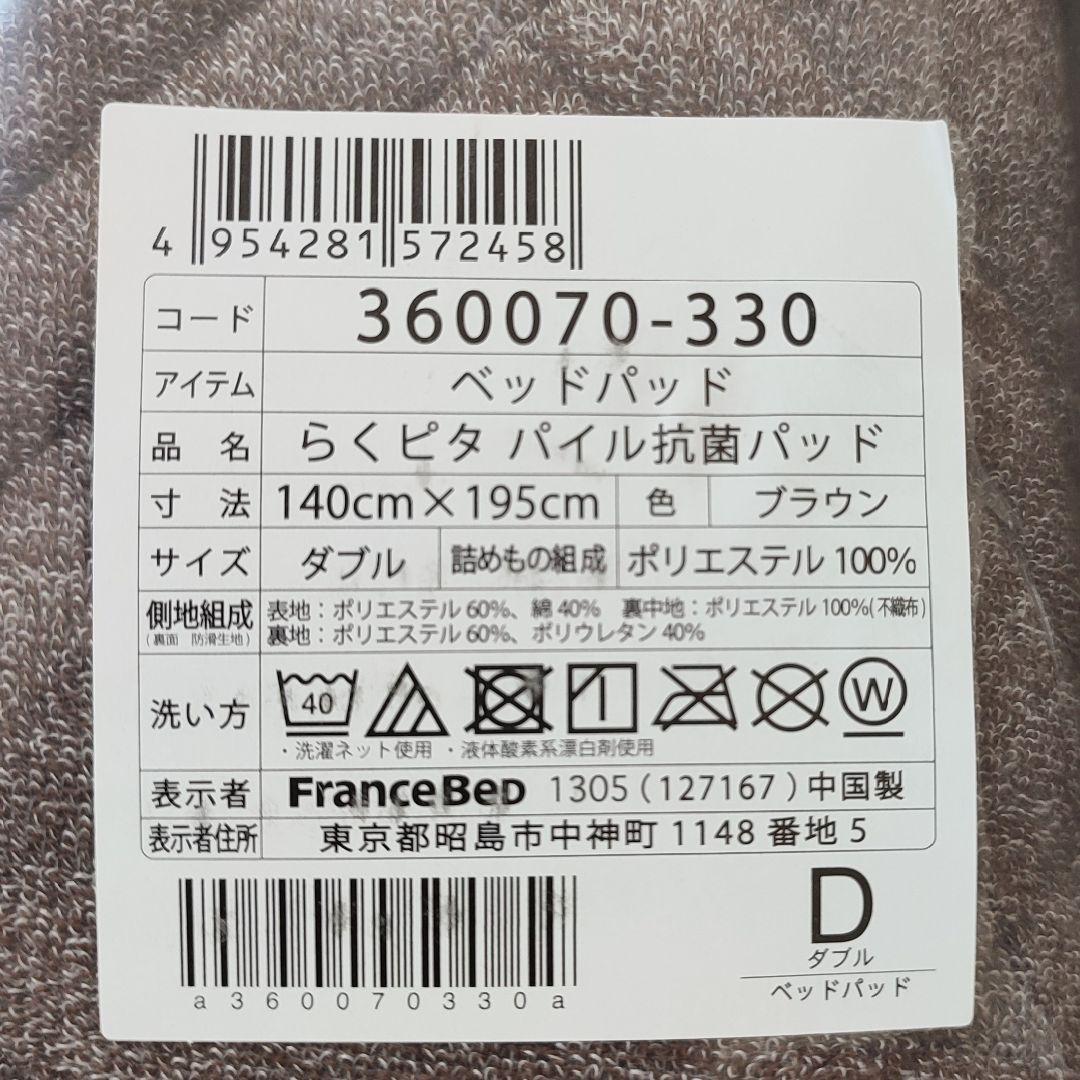 4 954281 572458
コード 360070-330
アイテム ベッドパッド
品 名 らくピタ パイル抗菌パッド
寸 法 140cm×195cm 色 ブラウン
サイズ ダブル 詰めもの組成 ポリエステル 100%
側地組成 表地：ポリエステル 60%、綿 40% 裏中地：ポリエステル 100%(不織布)
(裏面 防滑生地) 裏地：ポリエステル 60%、ポリウレタン 40%
洗い方 40 W
・洗濯ネット使用 ・液体酸素系漂白剤使用
表示者 FranceBeD 1305 ( 127167 ) 中国製
表示者住所 東京都昭島市中神町 1148 番地 5
a360070330a
D
ダブル
ベッドパッド